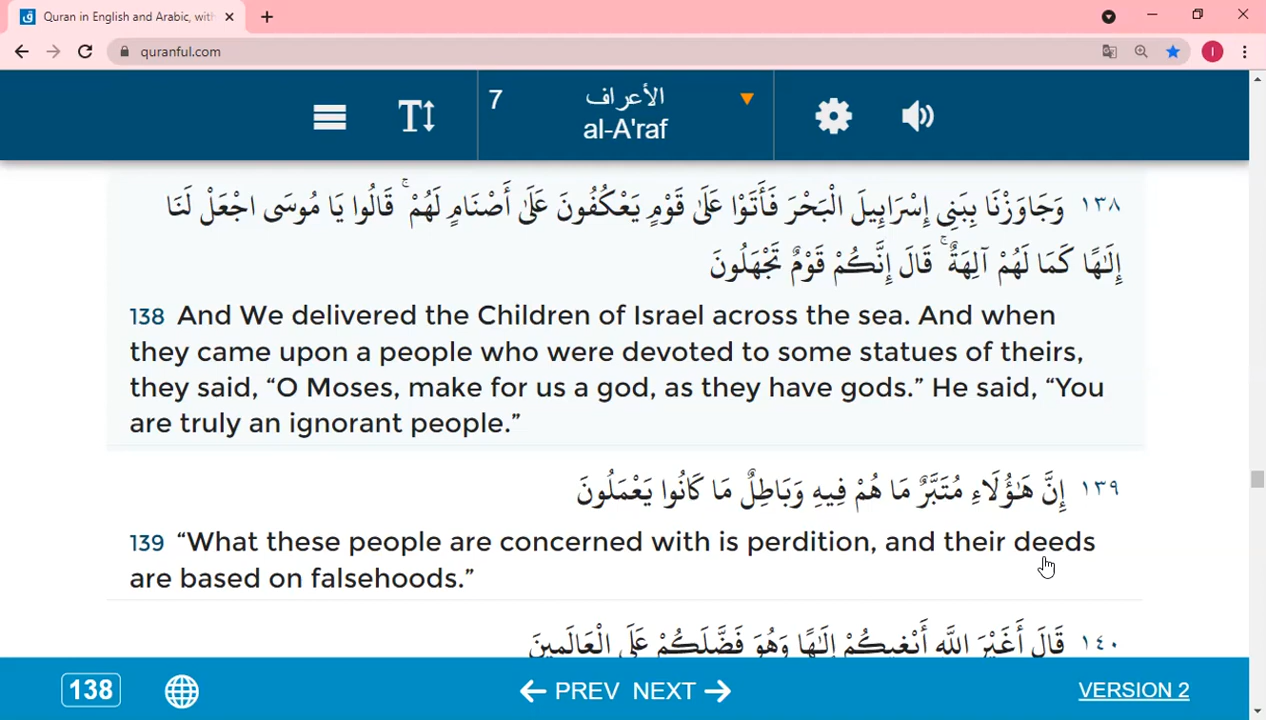 Quran in English and Arabic, with
quranful.com
7
الأعراف
al-A'raf
١٣٨ وَجَاوَزْنَا بِبَنِي إِسْرَابِيلَ الْبَحْرَ فَأَتَوْا عَلَىٰ قَوْمٍ يَعْكُفُونَ عَلَىٰ أَصْنَامٍ لَهُمْ ۚ قَالُوا يَا مُوسَى اجْعَلْ لَنَا
إِلَـٰهًا كَمَا لَهُمْ آلِهَةٌ ۚ قَالَ إِنَّكُمْ قَوْمٌ تَجْهَلُونَ
138 And We delivered the Children of Israel across the sea. And when
they came upon a people who were devoted to some statues of theirs,
they said, “O Moses, make for us a god, as they have gods.” He said, “You
are truly an ignorant people.”
١٣٩ إِنَّ هَـٰؤُلَاءِ مُتَبَّرٌ مَا هُمْ فِيهِ وَبَاطِلٌ مَا كَانُوا يَعْمَلُونَ
139 “What these people are concerned with is perdition, and their deeds
are based on falsehoods.”
١٤٠ قَالَ أَغَيْرَ اللَّهِ أَبْغِيكُمْ إِلَـٰهًا وَهُوَ فَضَّلَكُمْ عَلَى الْعَالَمِينَ
138
PREV NEXT
VERSION 2